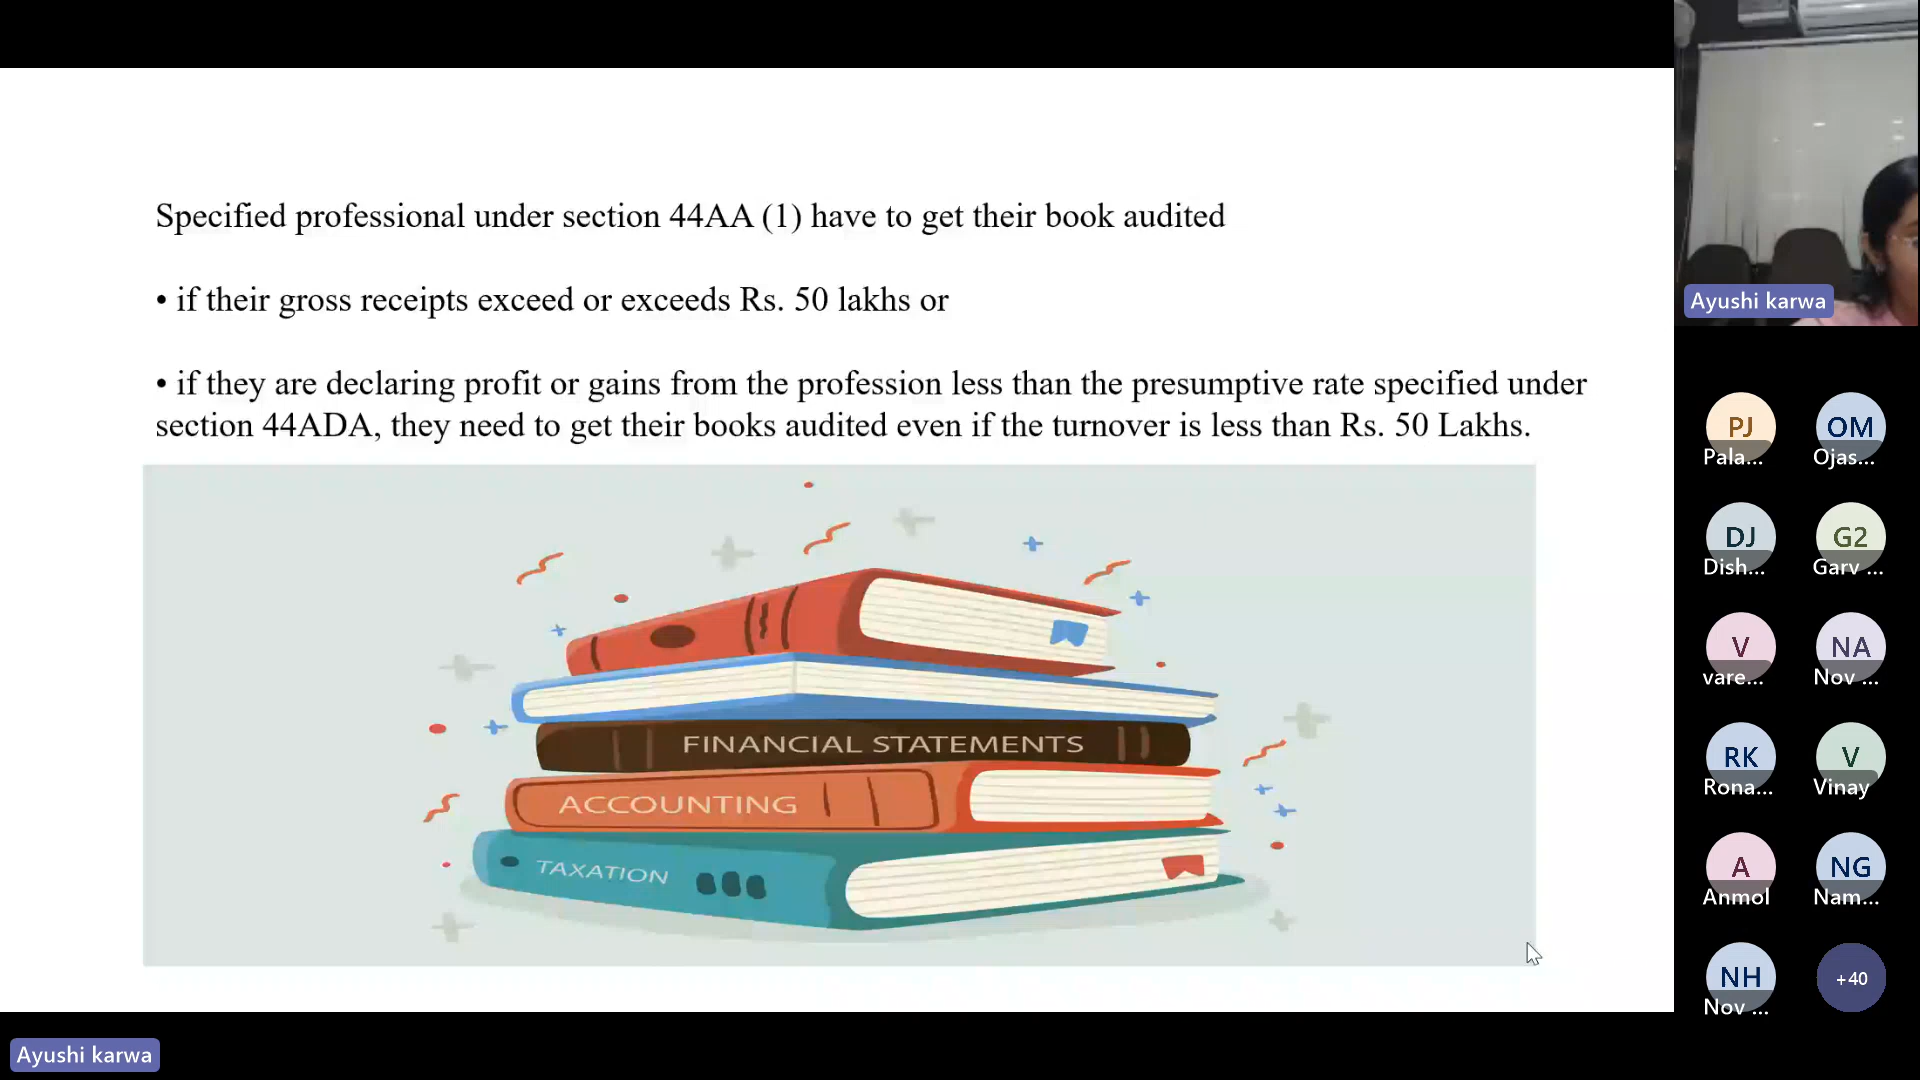 Specified professional under section 44AA (1) have to get their book audited
• if their gross receipts exceed or exceeds Rs. 50 lakhs or
• if they are declaring profit or gains from the profession less than the presumptive rate specified under
section 44ADA, they need to get their books audited even if the turnover is less than Rs. 50 Lakhs.
FINANCIAL STATEMENTS
ACCOUNTING
TAXATION
Ayushi karwa
PJ
Pala...
OM
Ojas...
DJ
Dish...
G2
Garv ...
V
vare...
NA
Nov ...
RK
Rona...
V
Vinay
A
Anmol
NG
Nam...
NH
Nov ...
+40
Ayushi karwa